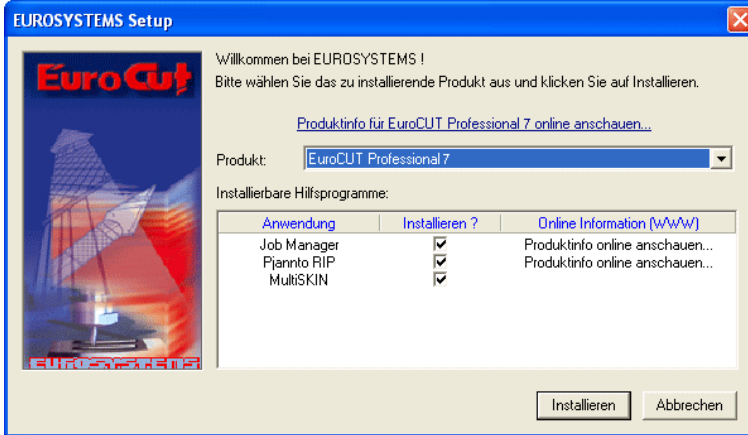 EUROSYSTEMS Setup
EuroCut
Willkommen bei EUROSYSTEMS !
Bitte wählen Sie das zu installierende Produkt aus und klicken Sie auf Installieren.
Produktinfo für EuroCUT Professional 7 online anschauen...
Produkt: EuroCUT Professional 7
Installierbare Hilfsprogramme:
Anwendung Installieren ? Online Information (WWW)
Job Manager Produktinfo online anschauen...
Pjannto RIP Produktinfo online anschauen...
MultiSKIN
EUROSYSTEMS
Installieren Abbrechen